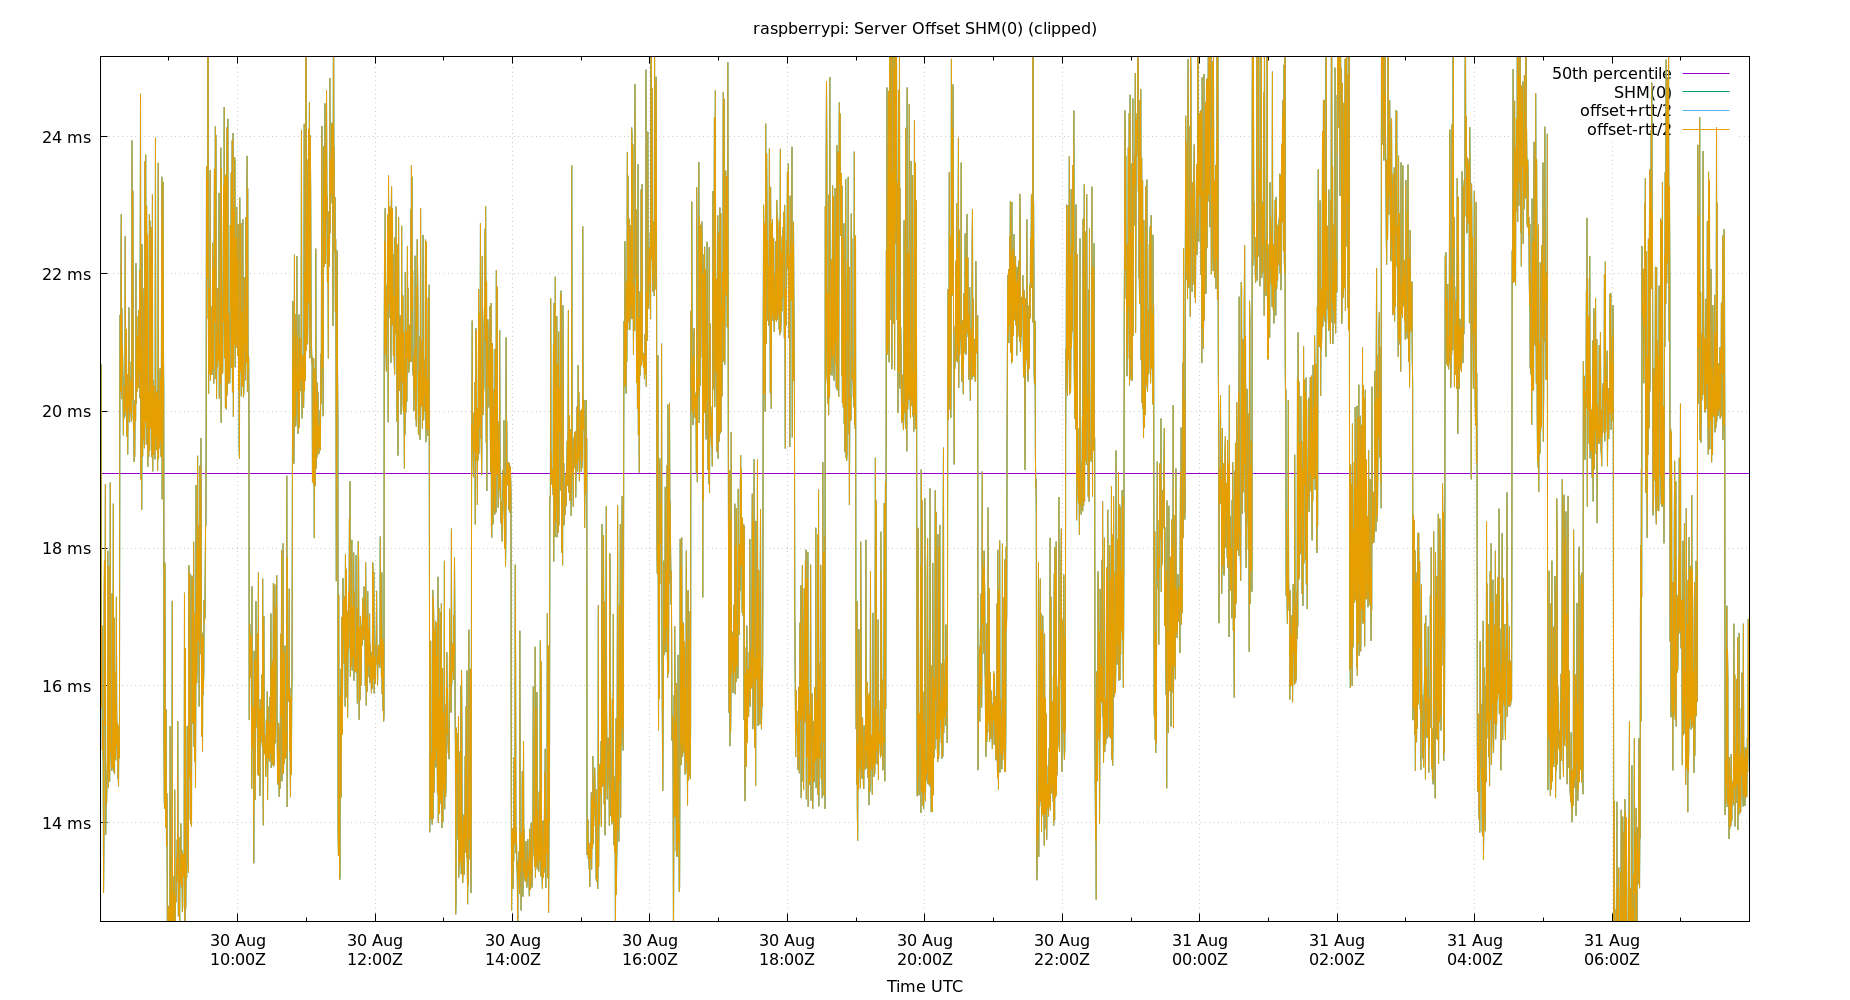 raspberrypi: Server Offset SHM(0) (clipped)
50th percentile
SHM(0)
offset+rtt/2
offset-rtt/2
24 ms
22 ms
20 ms
18 ms
16 ms
14 ms
30 Aug 30 Aug 30 Aug 30 Aug 30 Aug 30 Aug 30 Aug 31 Aug 31 Aug 31 Aug 31 Aug
10:00Z 12:00Z 14:00Z 16:00Z 18:00Z 20:00Z 22:00Z 00:00Z 02:00Z 04:00Z 06:00Z
Time UTC